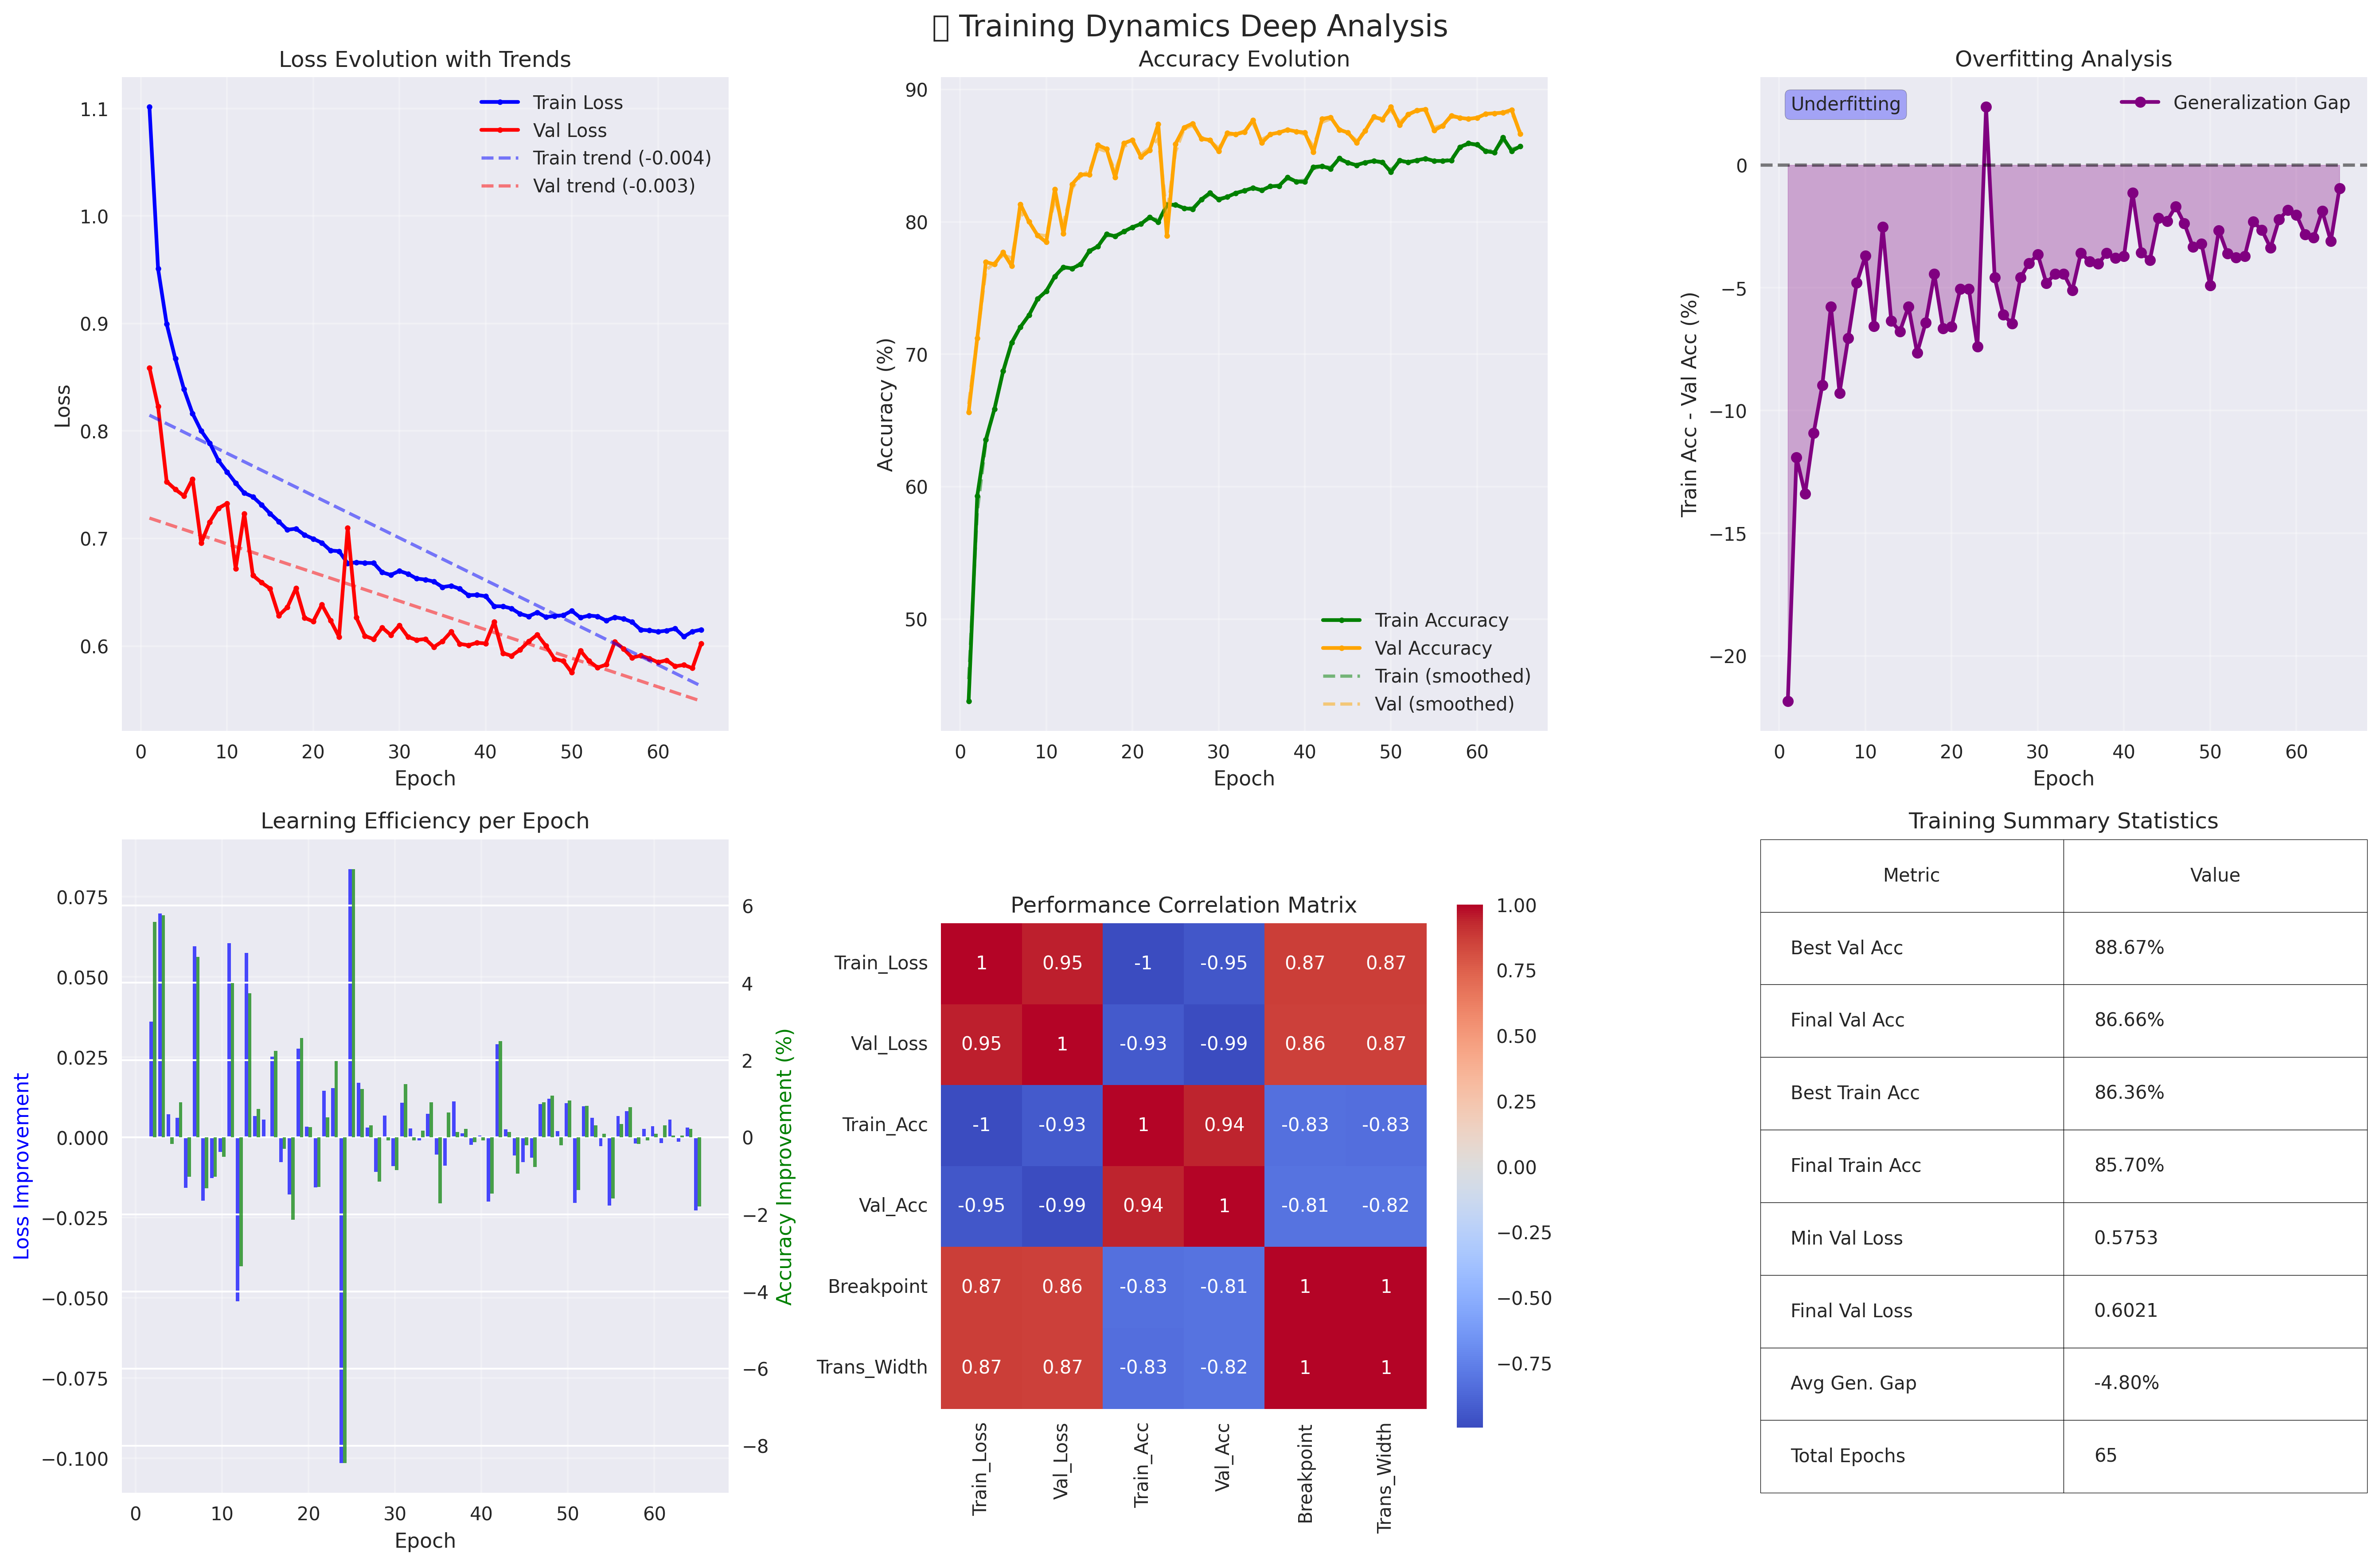 ▯ Training Dynamics Deep Analysis
Loss Evolution with Trends
Train Loss
Val Loss
Train trend (-0.004)
Val trend (-0.003)
1.1
1.0
0.9
0.8
0.7
0.6
Loss
0 10 20 30 40 50 60
Epoch
Accuracy Evolution
90
80
70
60
50
Accuracy (%)
Train Accuracy
Val Accuracy
Train (smoothed)
Val (smoothed)
0 10 20 30 40 50 60
Epoch
Overfitting Analysis
Underfitting
Generalization Gap
0
−5
−10
−15
−20
Train Acc - Val Acc (%)
0 10 20 30 40 50 60
Epoch
Learning Efficiency per Epoch
0.075
0.050
0.025
0.000
−0.025
−0.050
−0.075
−0.100
Loss Improvement
6
4
2
0
−2
−4
−6
−8
Accuracy Improvement (%)
0 10 20 30 40 50 60
Epoch
Performance Correlation Matrix
Train_Loss 1 0.95 -1 -0.95 0.87 0.87
Val_Loss 0.95 1 -0.93 -0.99 0.86 0.87
Train_Acc -1 -0.93 1 0.94 -0.83 -0.83
Val_Acc -0.95 -0.99 0.94 1 -0.81 -0.82
Breakpoint 0.87 0.86 -0.83 -0.81 1 1
Trans_Width 0.87 0.87 -0.83 -0.82 1 1
Train_Loss Val_Loss Train_Acc Val_Acc Breakpoint Trans_Width
1.00
0.75
0.50
0.25
0.00
−0.25
−0.50
−0.75
Training Summary Statistics
Metric Value
Best Val Acc 88.67%
Final Val Acc 86.66%
Best Train Acc 86.36%
Final Train Acc 85.70%
Min Val Loss 0.5753
Final Val Loss 0.6021
Avg Gen. Gap -4.80%
Total Epochs 65